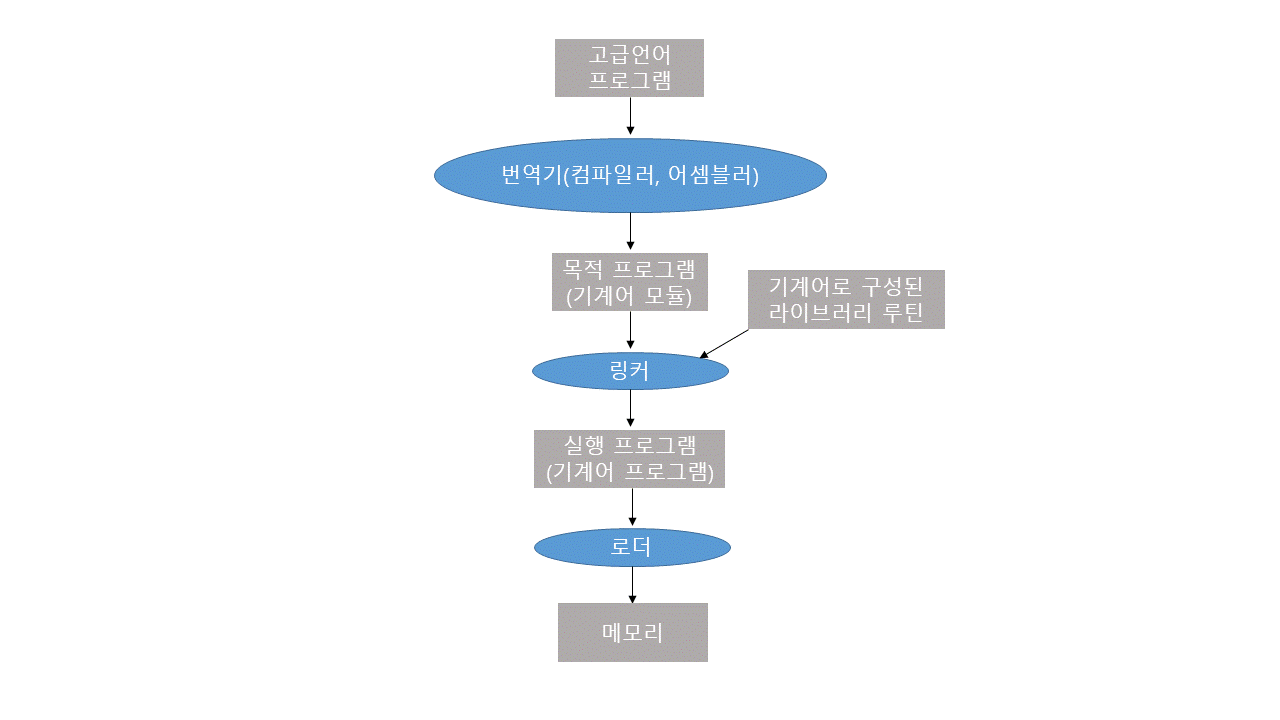 고급언어
프로그램
번역기(컴파일러, 어셈블러)
목적 프로그램
(기계어 모듈)
기계어로 구성된
라이브러리 루틴
링커
실행 프로그램
(기계어 프로그램)
로더
메모리